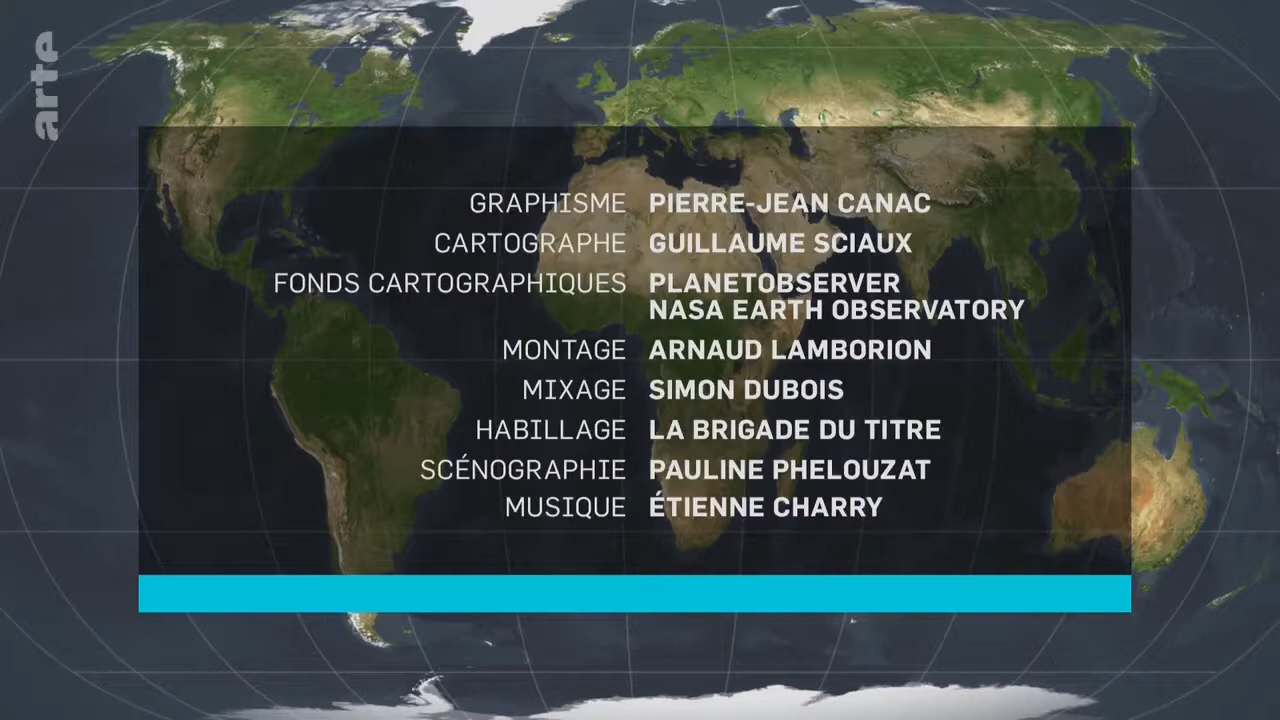 arte
GRAPHISME PIERRE-JEAN CANAC
CARTOGRAPHE GUILLAUME SCIAUX
FONDS CARTOGRAPHIQUES PLANETOBSERVER
NASA EARTH OBSERVATORY
MONTAGE ARNAUD LAMBORION
MIXAGE SIMON DUBOIS
HABILLAGE LA BRIGADE DU TITRE
SCÉNOGRAPHIE PAULINE PHELOUZAT
MUSIQUE ÉTIENNE CHARRY